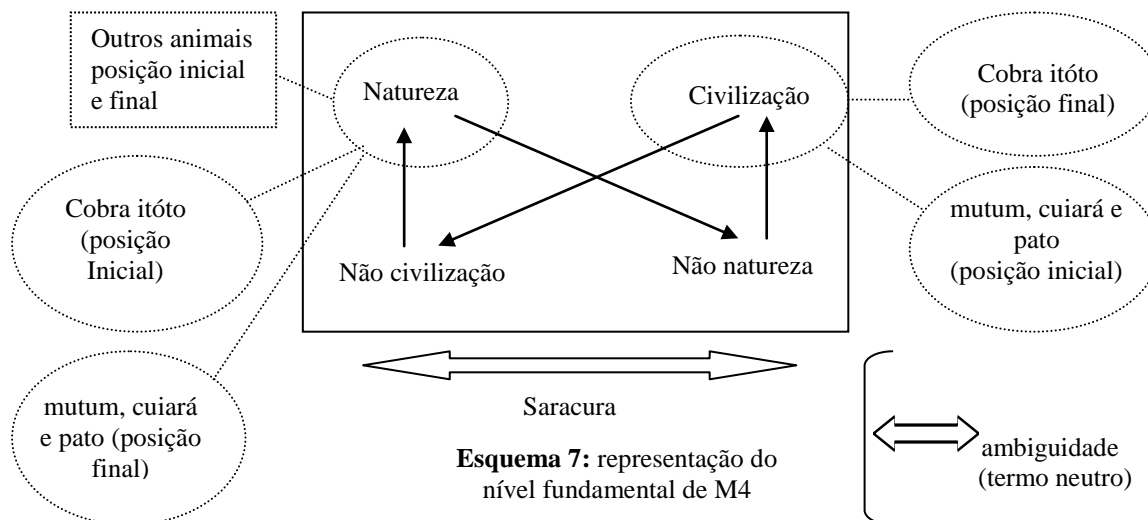 Outros animais
posição inicial
e final
Natureza
Civilização
Cobra itóto
(posição final)
Cobra itóto
(posição
Inicial)
mutum, cuiará e
pato
(posição inicial)
Não civilização
Não natureza
mutum, cuiará
e pato (posição
final)
Saracura
Esquema 7: representação do
nível fundamental de M4
ambiguidade
(termo neutro)